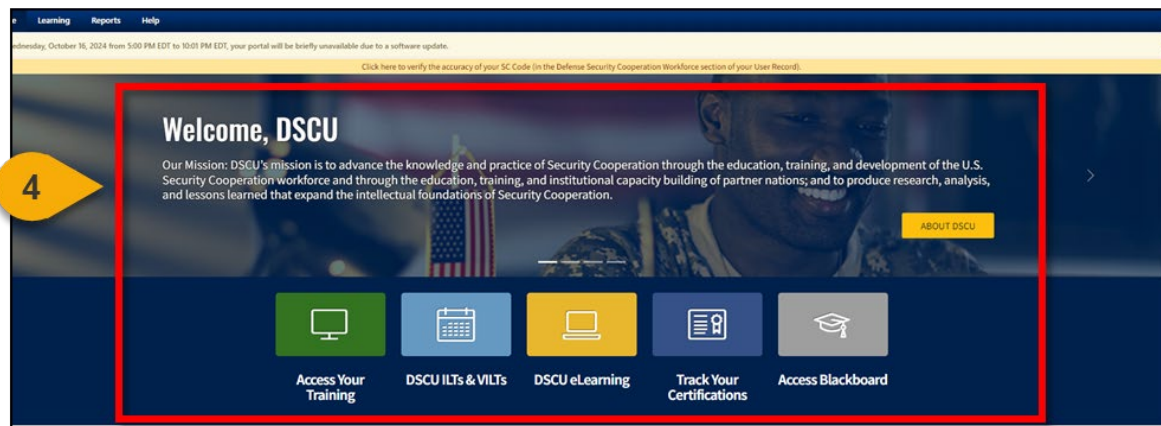 Learning Reports Help
Wednesday, October 16, 2024 from 5:00 PM EDT to 10:01 PM EDT, your portal will be briefly unavailable due to a software update.
Click here to verify the accuracy of your SC Code (in the Defense Security Cooperation Workforce section of your User Record).
Welcome, DSCU
Our Mission: DSCU's mission is to advance the knowledge and practice of Security Cooperation through the education, training, and development of the U.S.
Security Cooperation workforce and through the education, training, and institutional capacity building of partner nations; and to produce research, analysis,
and lessons learned that expand the intellectual foundations of Security Cooperation.
4
ABOUT DSCU
Access Your
Training
DSCU ILTs & VILTs
DSCU eLearning
Track Your
Certifications
Access Blackboard